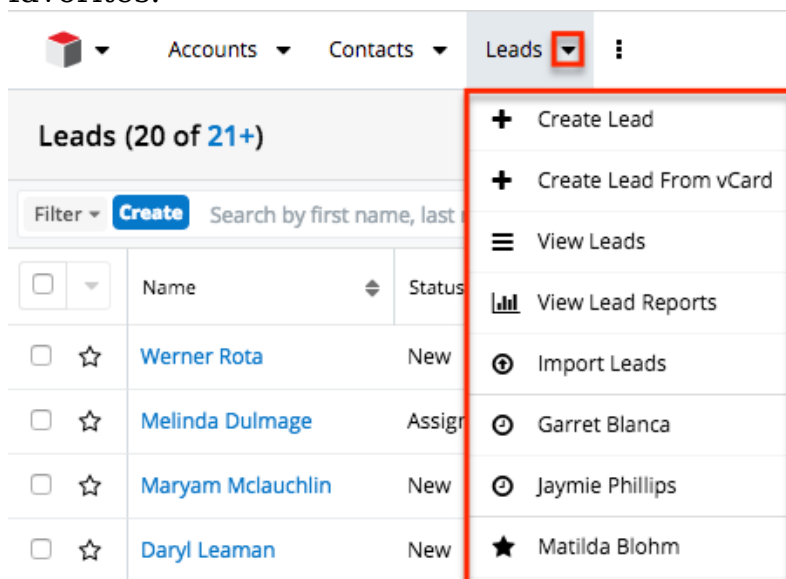 favorites.
Accounts Contacts Leads
Leads (20 of 21+)
Filter Create Search by first name, last
Name Status
Werner Rota New
Melinda Dulmage Assign
Maryam Mclauchlin New
Daryl Leaman New
Create Lead
Create Lead From vCard
View Leads
View Lead Reports
Import Leads
Garret Blanca
Jaymie Phillips
Matilda Blohm